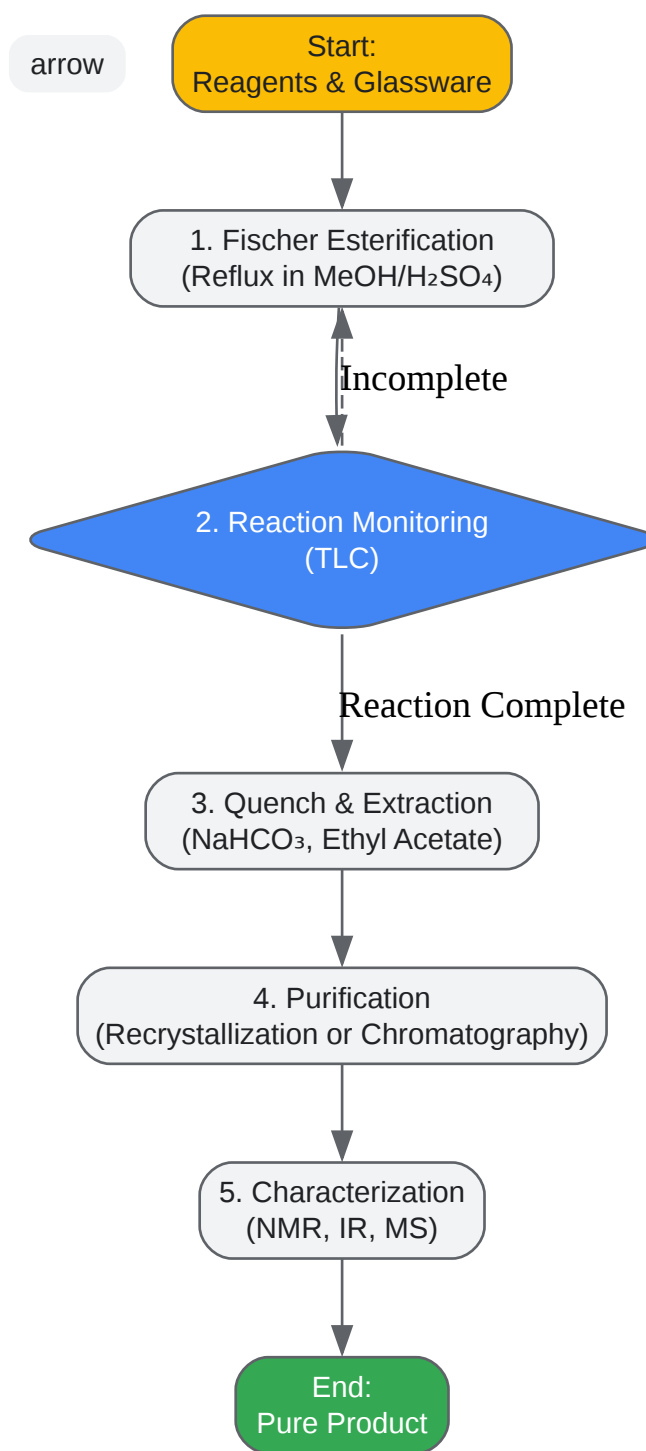 arrow
Start:
Reagents & Glassware
1. Fischer Esterification
(Reflux in MeOH/H₂SO₄)
Incomplete
2. Reaction Monitoring
(TLC)
Reaction Complete
3. Quench & Extraction
(NaHCO₃, Ethyl Acetate)
4. Purification
(Recrystallization or Chromatography)
5. Characterization
(NMR, IR, MS)
End:
Pure Product